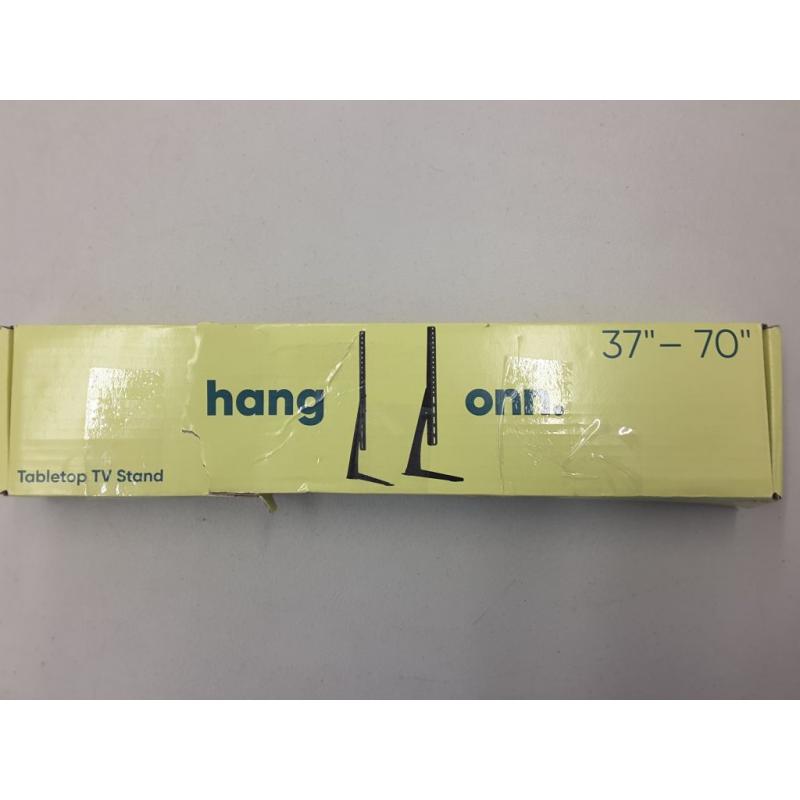 37"– 70"
hang onn.
Tabletop TV Stand